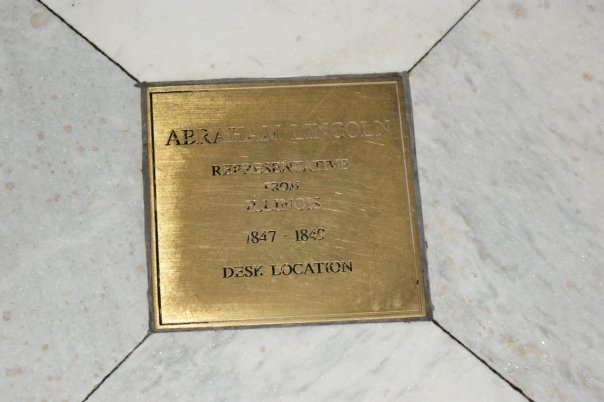 ABRAHAM LINCOLN
REPRESENTATIVE
FROM
ILLINOIS
1847 - 1849
DESK LOCATION